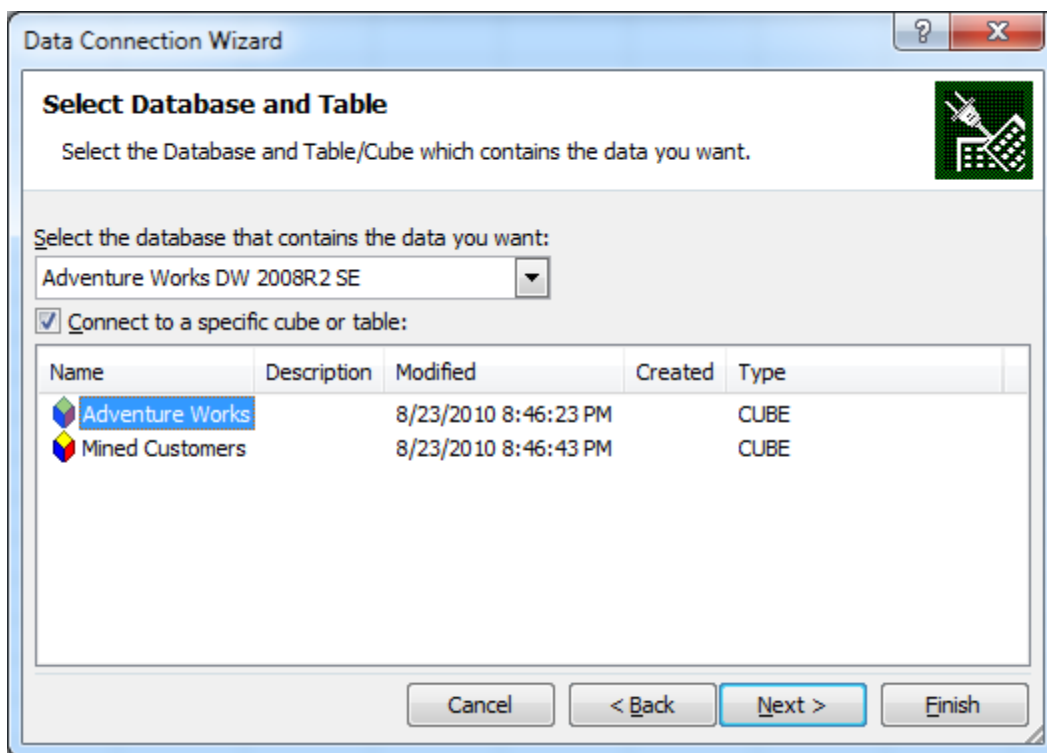 Data Connection Wizard
Select Database and Table
Select the Database and Table/Cube which contains the data you want.
Select the database that contains the data you want:
Adventure Works DW 2008R2 SE
Connect to a specific cube or table:
Name Description Modified Created Type
Adventure Works 8/23/2010 8:46:23 PM CUBE
Mined Customers 8/23/2010 8:46:43 PM CUBE
Cancel < Back Next > Finish